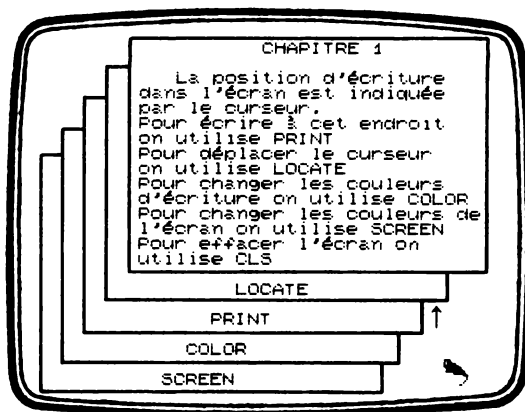 CHAPITRE 1
La position d'écriture
dans l'écran est indiquée
par le curseur.
Pour écrire à cet endroit
on utilise PRINT
Pour déplacer le curseur
on utilise LOCATE
Pour changer les couleurs
d'écriture on utilise COLOR
Pour changer les couleurs de
l'écran on utilise SCREEN
Pour effacer l'écran on
utilise CLS
LOCATE
PRINT
COLOR
SCREEN